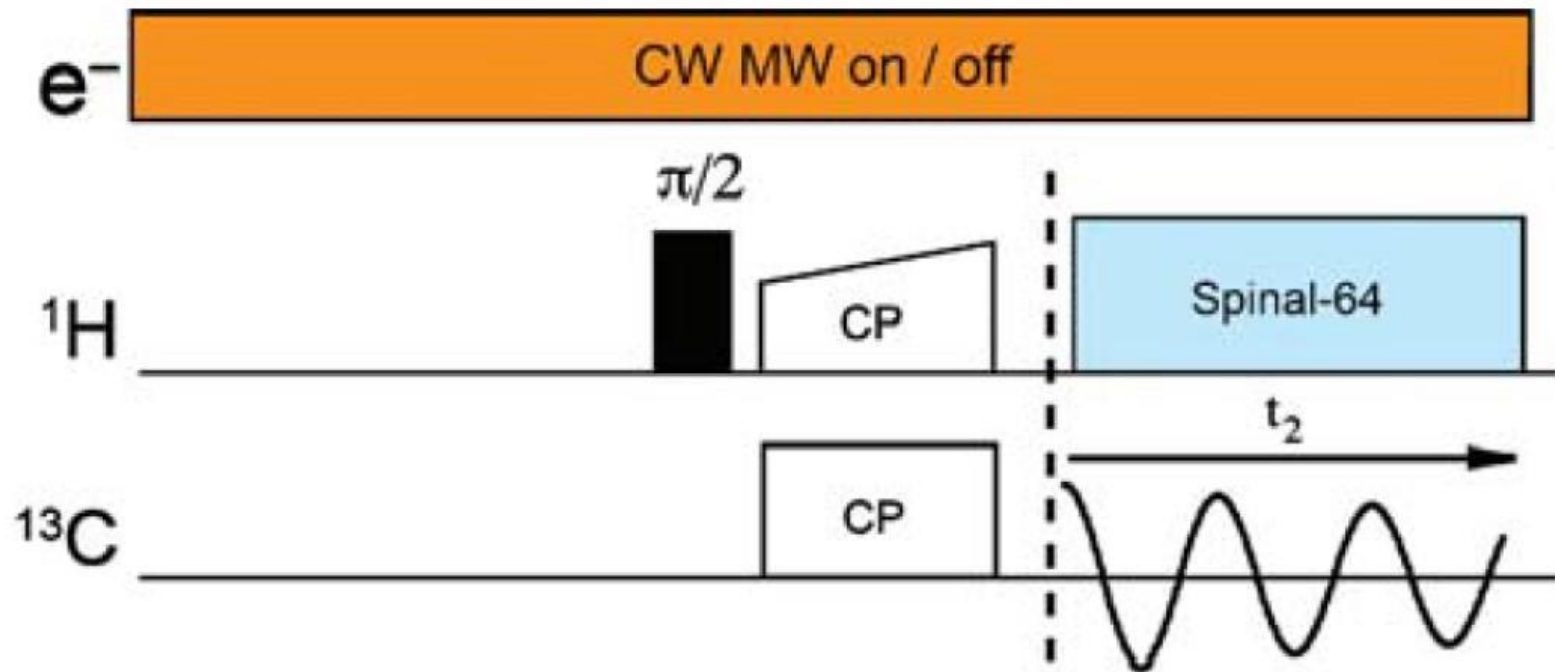 e⁻
CW MW on / off
π/2
¹H
CP
Spinal-64
t₂
¹³C
CP